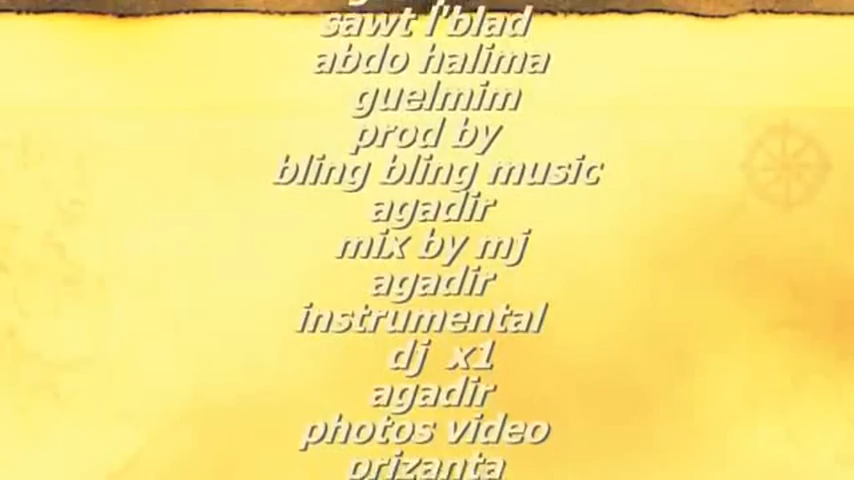 sawt l'blad
abdo halima
guelmim
prod by
bling bling music
agadir
mix by mj
agadir
instrumental
dj x1
agadir
photos video
prizanta